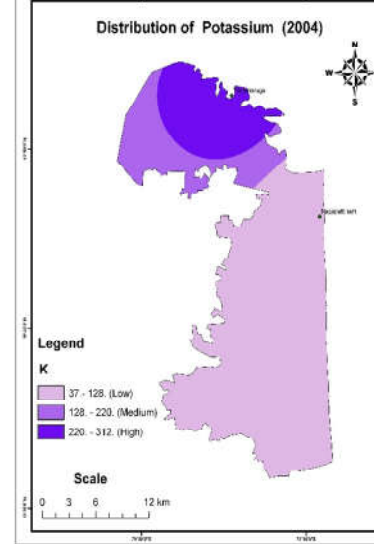 Distribution of Potassium (2004)
N
W
E
S
Legend
K
37 - 128. (Low)
128. - 220. (Medium)
220. - 312. (High)
Scale
0 3 6 9 12 km